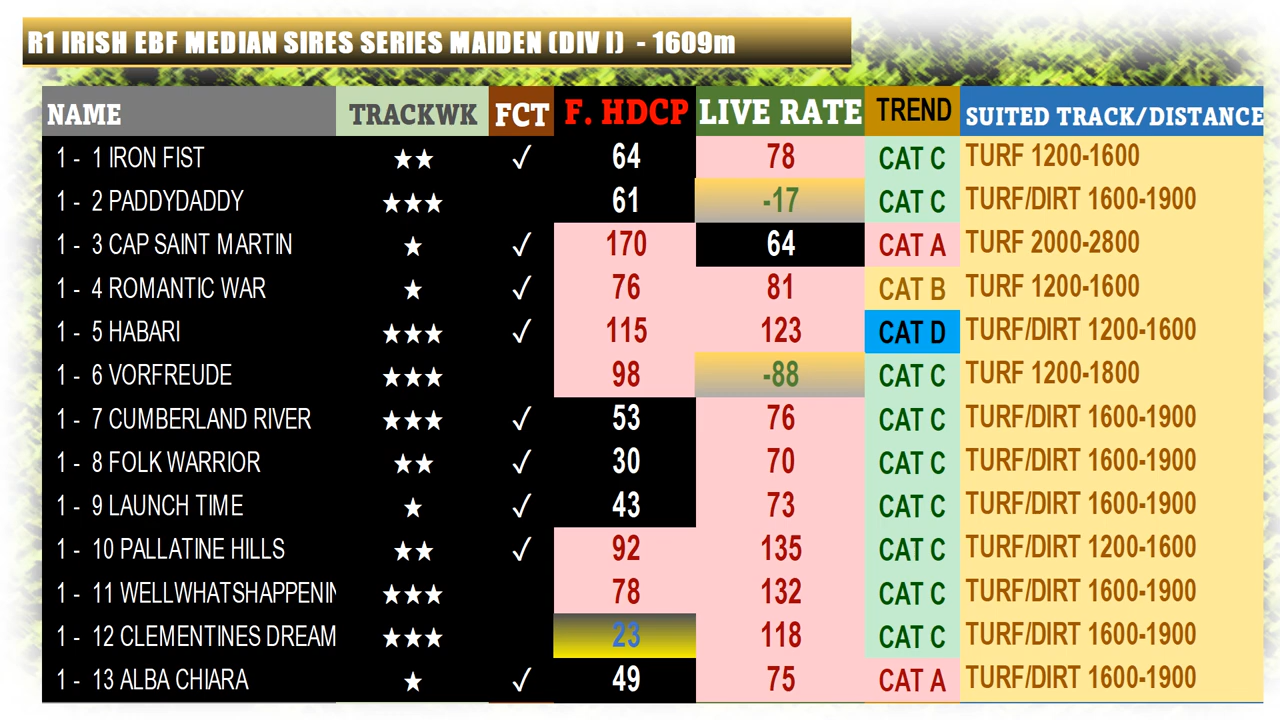 R1 IRISH EBF MEDIAN SIRES SERIES MAIDEN (DIV I) - 1609m
NAME TRACKWK FCT F. HDCP LIVE RATE TREND SUITED TRACK/DISTANCE
1 - 1 IRON FIST ★★ ✓ 64 78 CAT C TURF 1200-1600
1 - 2 PADDYDADDY ★★★ 61 -17 CAT C TURF/DIRT 1600-1900
1 - 3 CAP SAINT MARTIN ★ ✓ 170 64 CAT A TURF 2000-2800
1 - 4 ROMANTIC WAR ★ ✓ 76 81 CAT B TURF 1200-1600
1 - 5 HABARI ★★★ ✓ 115 123 CAT D TURF/DIRT 1200-1600
1 - 6 VORFREUDE ★★★ 98 -88 CAT C TURF 1200-1800
1 - 7 CUMBERLAND RIVER ★★★ ✓ 53 76 CAT C TURF/DIRT 1600-1900
1 - 8 FOLK WARRIOR ★★ ✓ 30 70 CAT C TURF/DIRT 1600-1900
1 - 9 LAUNCH TIME ★ ✓ 43 73 CAT C TURF/DIRT 1600-1900
1 - 10 PALLATINE HILLS ★★ ✓ 92 135 CAT C TURF/DIRT 1200-1600
1 - 11 WELLWHATSHAPPENIN ★★★ 78 132 CAT C TURF/DIRT 1600-1900
1 - 12 CLEMENTINES DREAM ★★★ 23 118 CAT C TURF/DIRT 1600-1900
1 - 13 ALBA CHIARA ★ ✓ 49 75 CAT A TURF/DIRT 1600-1900